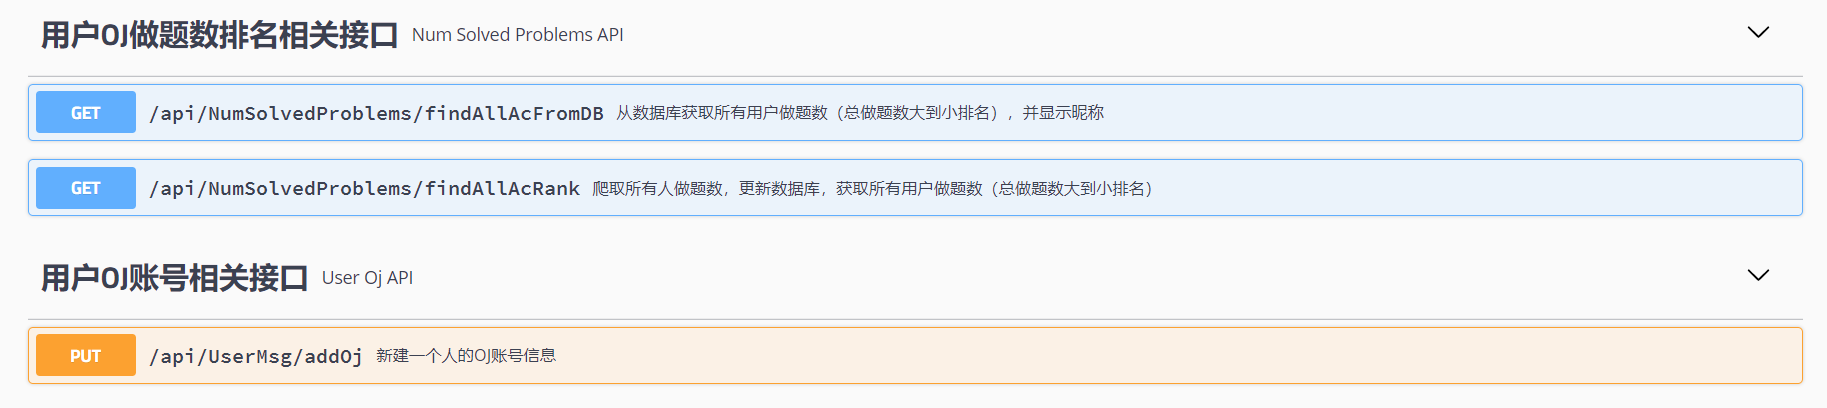 用户OJ做题数排名相关接口 Num Solved Problems API
GET /api/NumSolvedProblems/findAllAcFromDB 从数据库获取所有用户做题数（总做题数大到小排名），并显示昵称
GET /api/NumSolvedProblems/findAllAcRank 爬取所有人做题数，更新数据库，获取所有用户做题数（总做题数大到小排名）
用户OJ账号相关接口 User Oj API
PUT /api/UserMsg/addOj 新建一个人的OJ账号信息